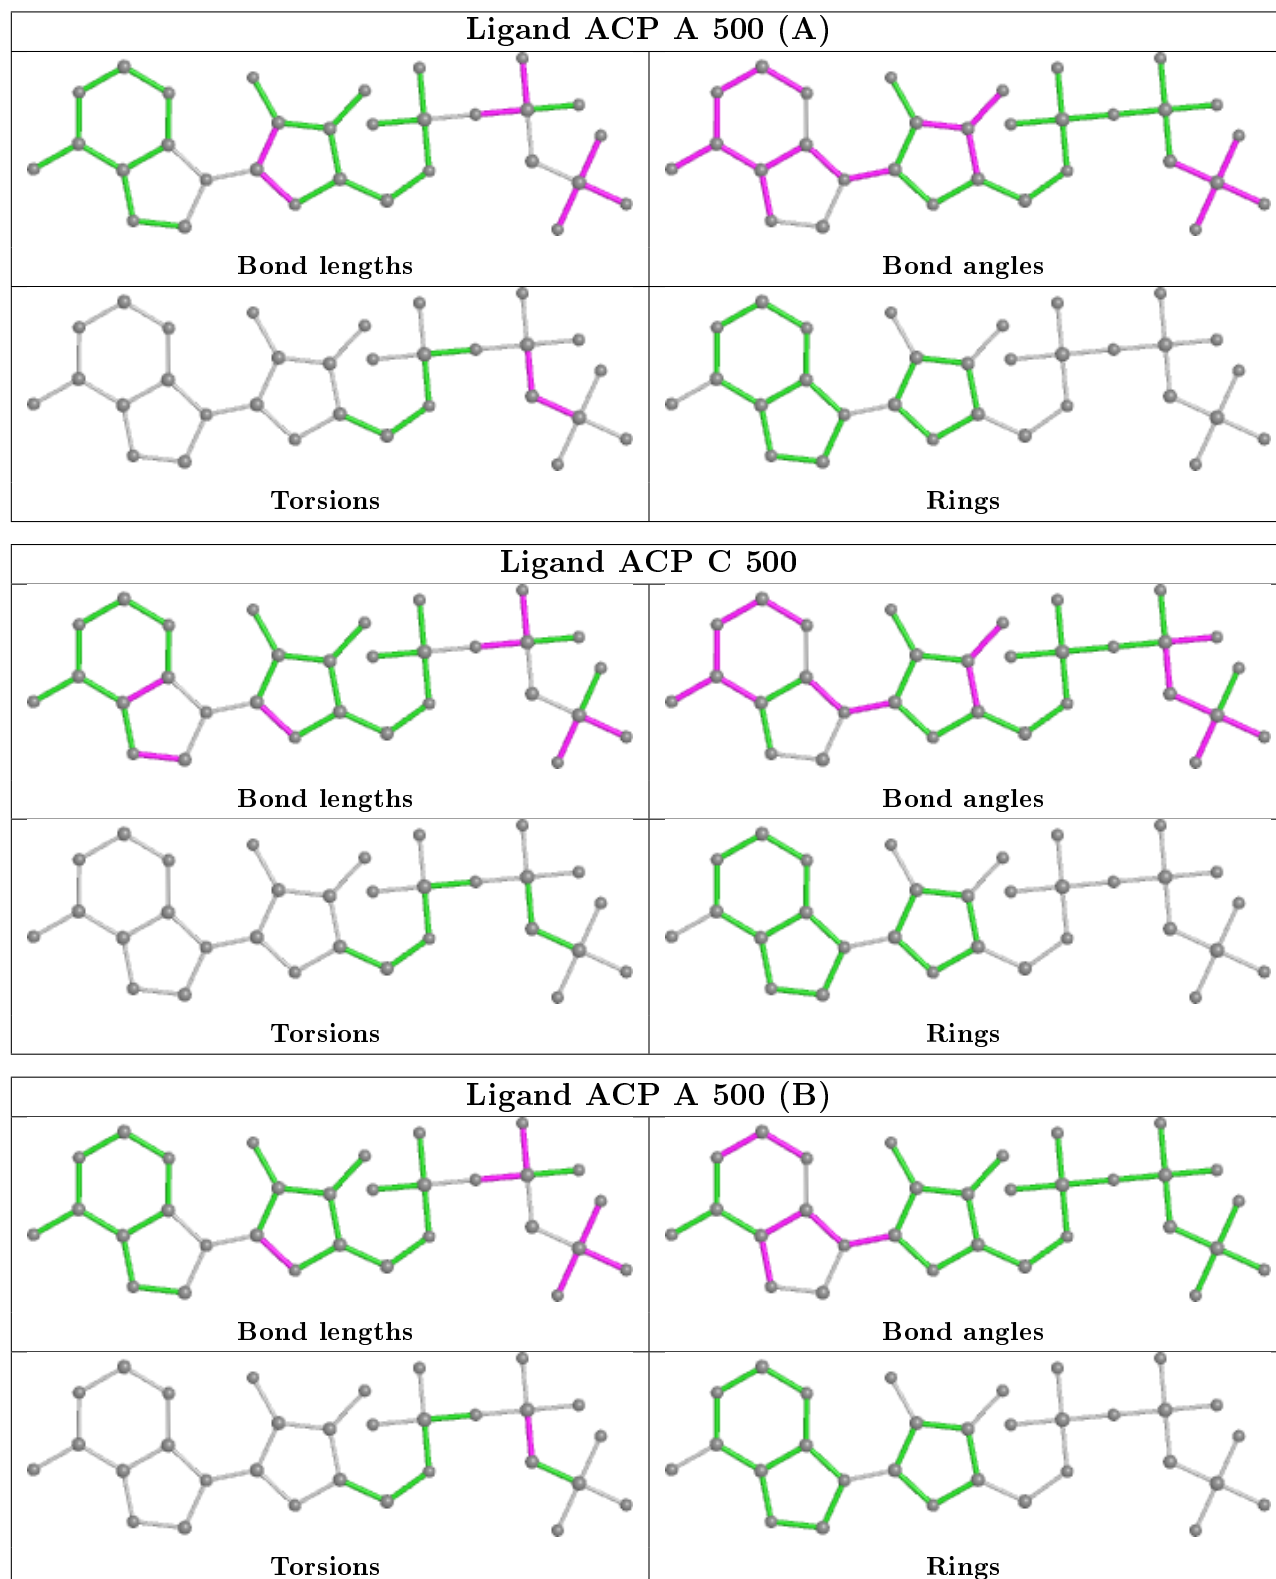 Ligand ACP A 500 (A)
Bond lengths
Bond angles
Torsions
Rings
Ligand ACP C 500
Bond lengths
Bond angles
Torsions
Rings
Ligand ACP A 500 (B)
Bond lengths
Bond angles
Torsions
Rings